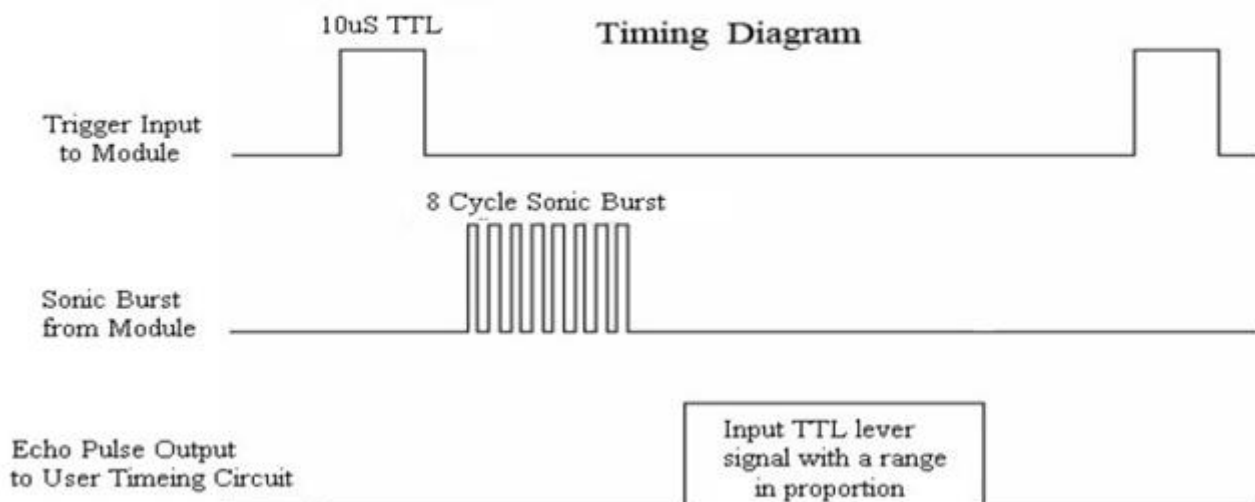 10uS TTL
Timing Diagram
Trigger Input
to Module
8 Cycle Sonic Burst
Sonic Burst
from Module
Echo Pulse Output
to User Timeing Circuit
Input TTL lever
signal with a range
in proportion